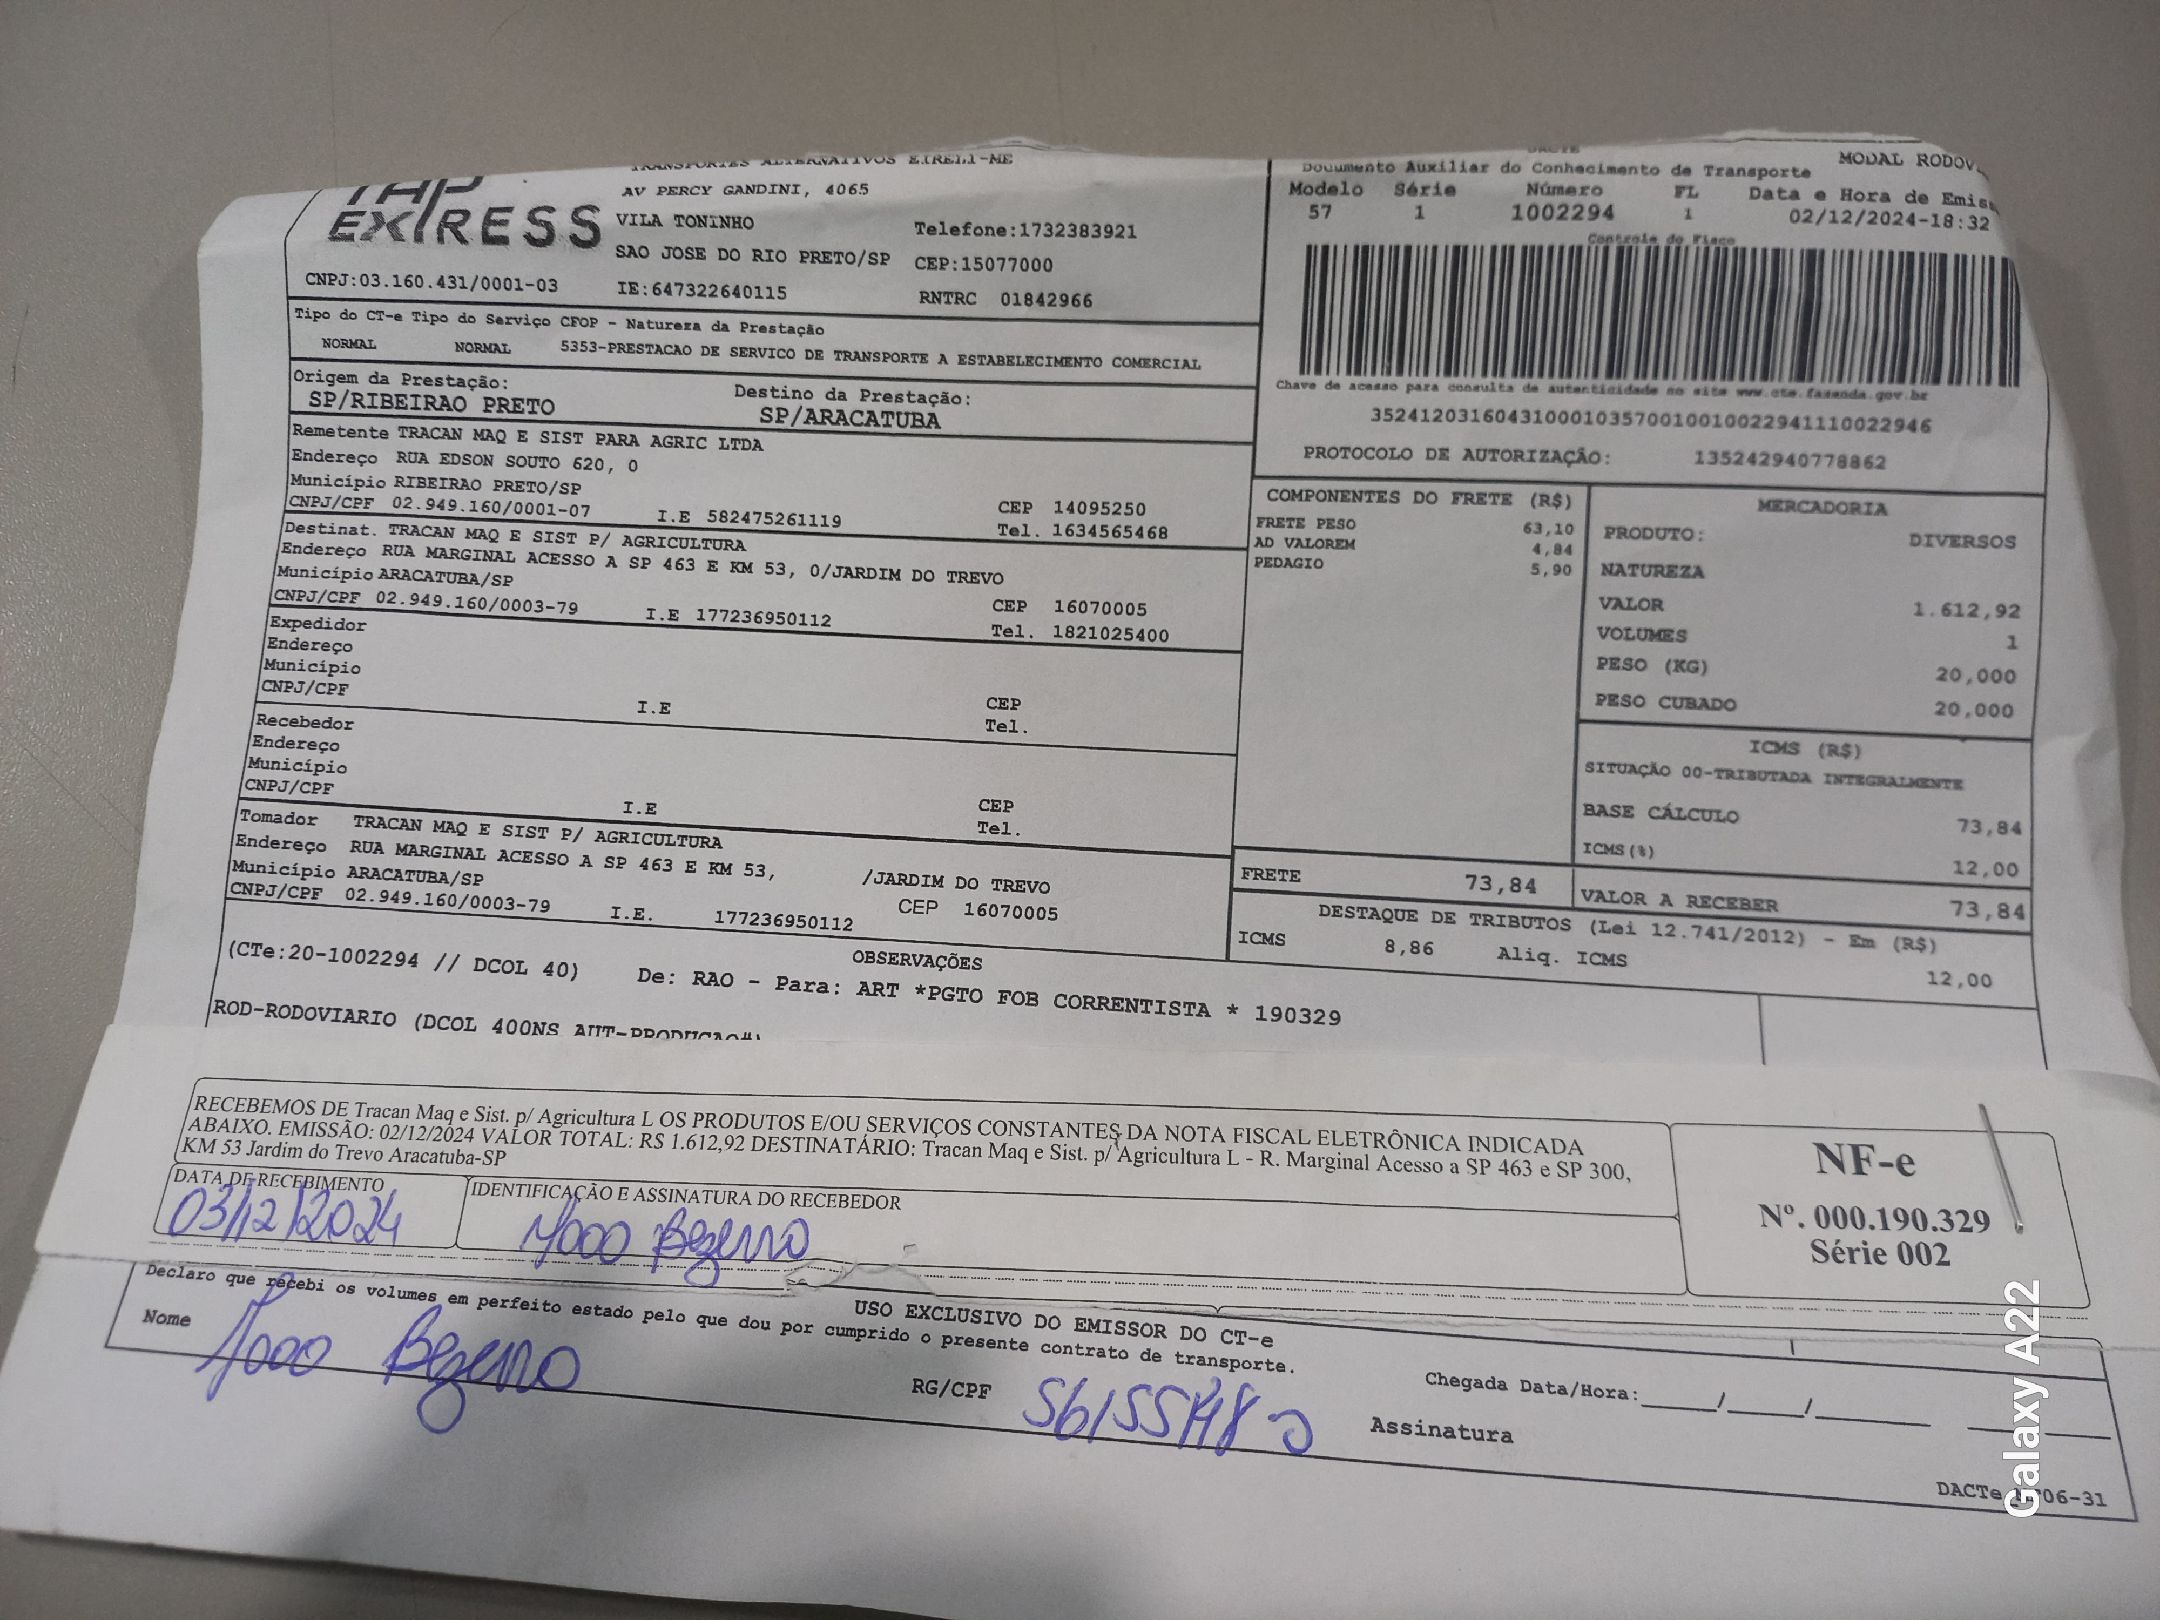 TRANSPORTES ALTERNATIVOS EIRELI-ME
TAP EXPRESS
AV PERCY GANDINI, 4065
VILA TONINHO
Telefone:1732383921
SAO JOSE DO RIO PRETO/SP
CEP:15077000
CNPJ:03.160.431/0001-03
IE:647322640115
RNTRC 01842966
DACTE
MODAL RODOV
Documento Auxiliar do Conhecimento de Transporte
Modelo Série Número FL Data e Hora de Emiss
57 1 1002294 1 02/12/2024-18:32
Controle do Fisco
Chave de acesso para consulta de autenticidade no site www.cte.fazenda.gov.br
35241203160431000103570010010022941110022946
PROTOCOLO DE AUTORIZAÇÃO: 135242940778862
Tipo do CT-e Tipo do Serviço CFOP - Natureza da Prestação
NORMAL NORMAL 5353-PRESTACAO DE SERVICO DE TRANSPORTE A ESTABELECIMENTO COMERCIAL
Origem da Prestação: Destino da Prestação:
SP/RIBEIRAO PRETO SP/ARACATUBA
Remetente TRACAN MAQ E SIST PARA AGRIC LTDA
Endereço RUA EDSON SOUTO 620, 0
Município RIBEIRAO PRETO/SP CEP 14095250
CNPJ/CPF 02.949.160/0001-07 I.E 582475261119 Tel. 1634565468
Destinat. TRACAN MAQ E SIST P/ AGRICULTURA
Endereço RUA MARGINAL ACESSO A SP 463 E KM 53, 0/JARDIM DO TREVO
Município ARACATUBA/SP CEP 16070005
CNPJ/CPF 02.949.160/0003-79 I.E 177236950112 Tel. 1821025400
Expedidor
Endereço
Município CEP
CNPJ/CPF I.E Tel.
Recebedor
Endereço
Município CEP
CNPJ/CPF I.E Tel.
Tomador TRACAN MAQ E SIST P/ AGRICULTURA
Endereço RUA MARGINAL ACESSO A SP 463 E KM 53, /JARDIM DO TREVO
Município ARACATUBA/SP CEP 16070005
CNPJ/CPF 02.949.160/0003-79 I.E. 177236950112
COMPONENTES DO FRETE (R$)
FRETE PESO 63,10
AD VALOREM 4,84
PEDAGIO 5,90
MERCADORIA
PRODUTO: DIVERSOS
NATUREZA
VALOR 1.612,92
VOLUMES 1
PESO (KG) 20,000
PESO CUBADO 20,000
ICMS (R$)
SITUAÇÃO 00-TRIBUTADA INTEGRALMENTE
BASE CÁLCULO 73,84
ICMS(%) 12,00
FRETE 73,84 VALOR A RECEBER 73,84
DESTAQUE DE TRIBUTOS (Lei 12.741/2012) - Em (R$)
ICMS 8,86 Aliq. ICMS 12,00
OBSERVAÇÕES
(CTe:20-1002294 // DCOL 40) De: RAO - Para: ART *PGTO FOB CORRENTISTA * 190329
ROD-RODOVIARIO (DCOL 400NS AUT-PRODUCAO#)
RECEBEMOS DE Tracan Maq e Sist. p/ Agricultura L OS PRODUTOS E/OU SERVIÇOS CONSTANTES DA NOTA FISCAL ELETRÔNICA INDICADA
ABAIXO. EMISSÃO: 02/12/2024 VALOR TOTAL: R$ 1.612,92 DESTINATÁRIO: Tracan Maq e Sist. p/ Agricultura L - R. Marginal Acesso a SP 463 e SP 300,
KM 53 Jardim do Trevo Aracatuba-SP
DATA DE RECEBIMENTO IDENTIFICAÇÃO E ASSINATURA DO RECEBEDOR
03/12/2024 João Bezerro
NF-e
Nº. 000.190.329
Série 002
USO EXCLUSIVO DO EMISSOR DO CT-e
Declaro que recebi os volumes em perfeito estado pelo que dou por cumprido o presente contrato de transporte.
Nome João Bezerro RG/CPF Chegada Data/Hora:____/____/______ ____
Assinatura
DACTe 06-31
Galaxy A22